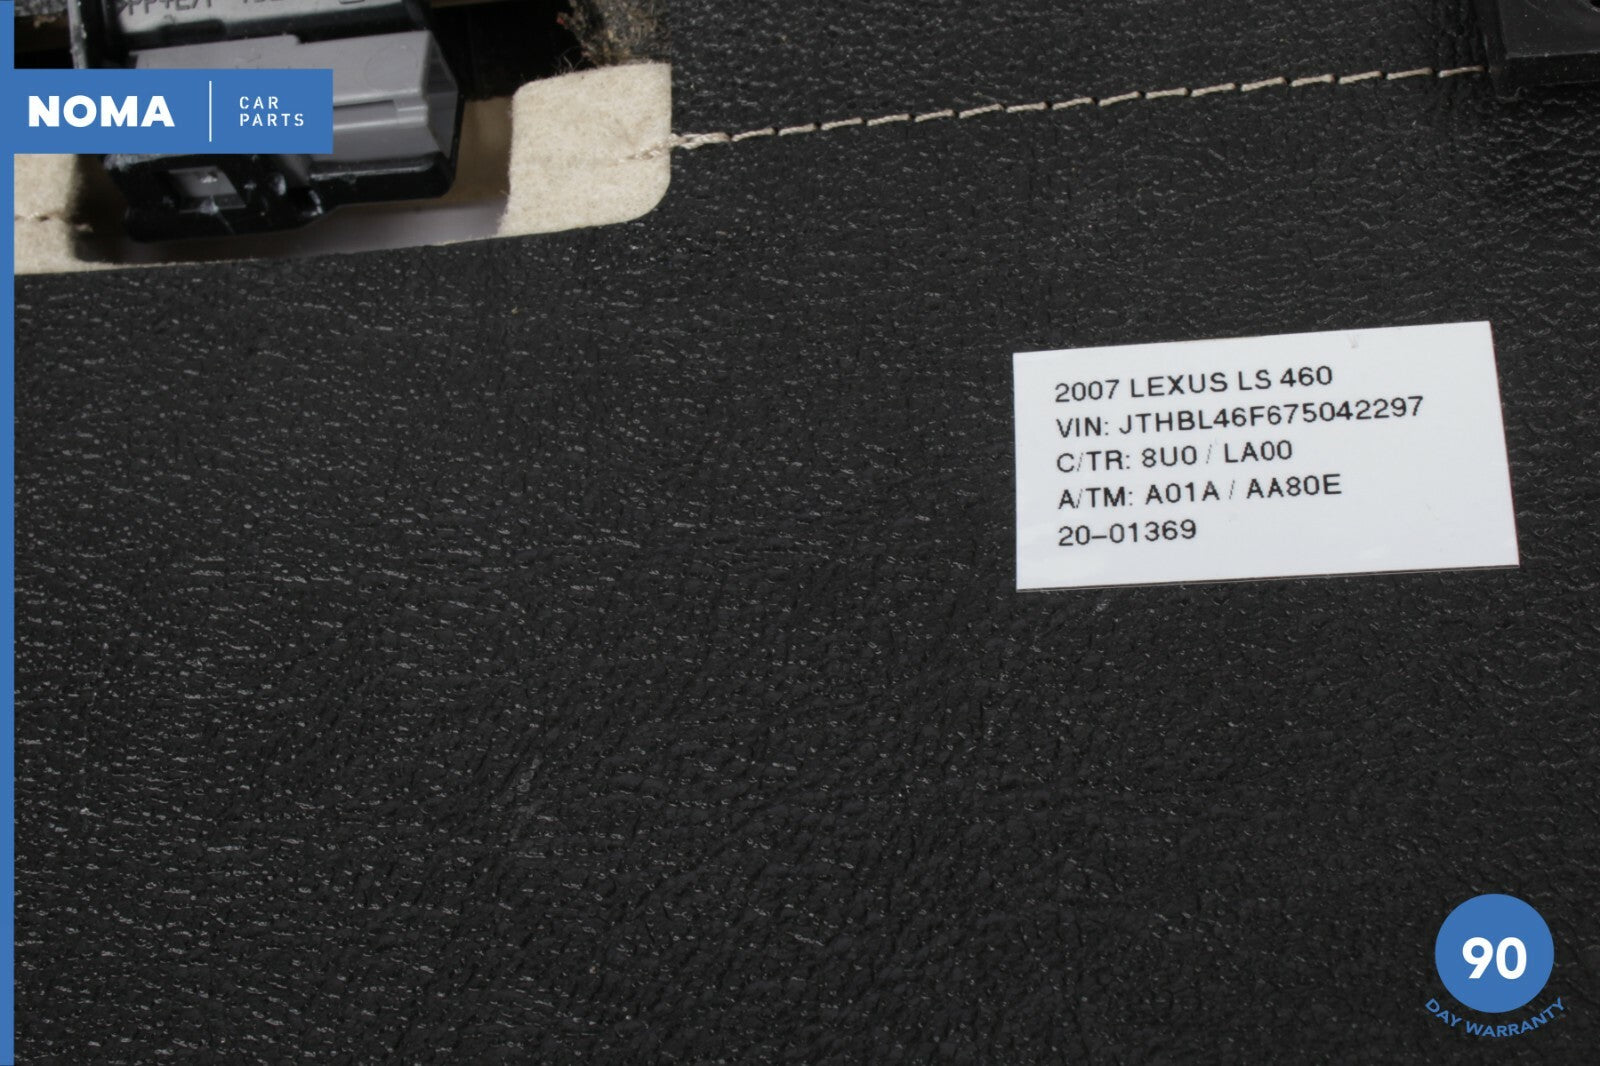 NOMA
CAR
PARTS
2007 LEXUS LS 460
VIN: JTHBL46F675042297
C/TR: 8U0 / LA00
A/TM: A01A / AA80E
20-01369
90
DAY WARRANTY